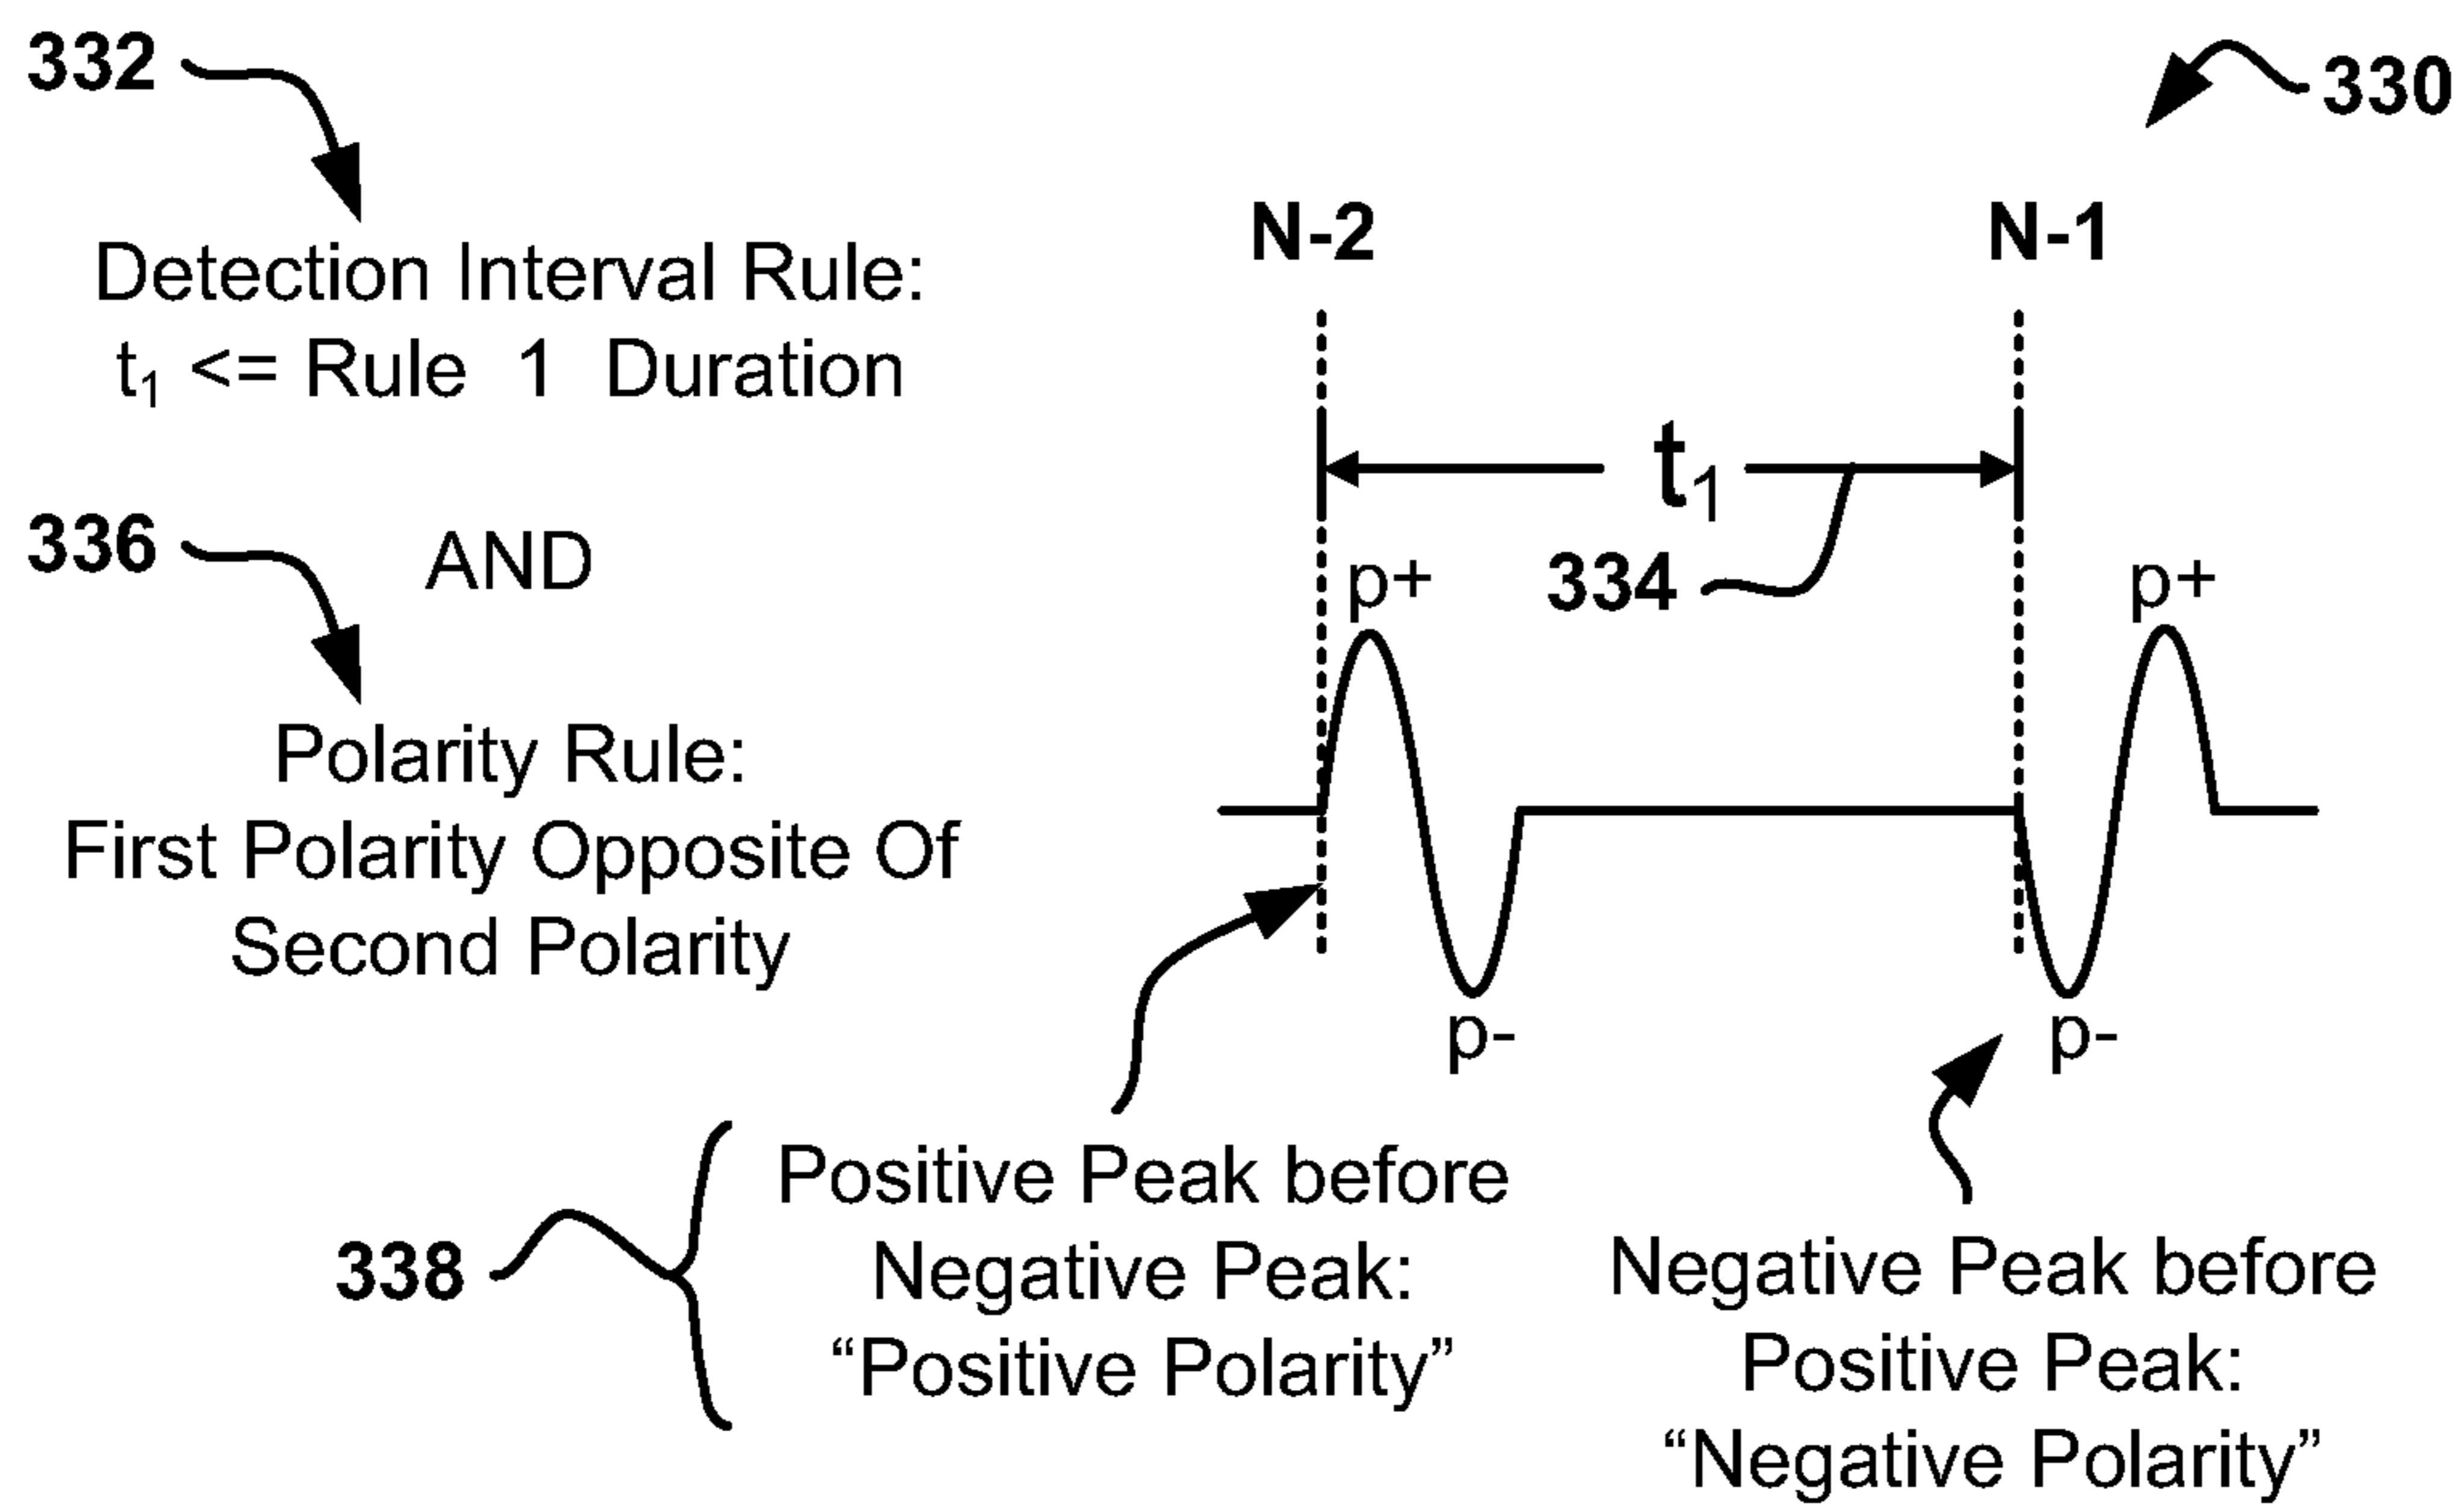 332
330
Detection Interval Rule:
t₁ <= Rule 1 Duration
N-2
N-1
t₁
336
AND
334
p+
p+
Polarity Rule:
First Polarity Opposite Of
Second Polarity
p-
p-
338
Positive Peak before
Negative Peak:
“Positive Polarity”
Negative Peak before
Positive Peak:
“Negative Polarity”